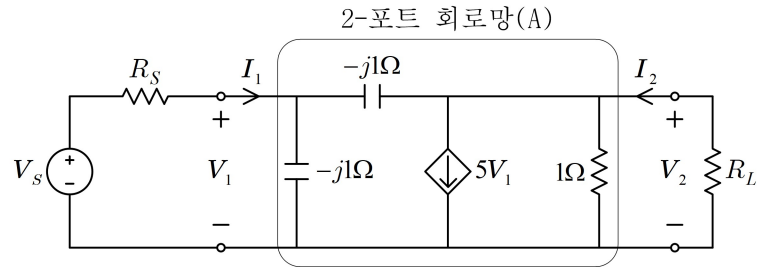 2-포트 회로망(A)
R_S
I_1
-j1Ω
I_2
+
+
+
-
V_S
V_1
-j1Ω
5V_1
1Ω
V_2
R_L
-
-